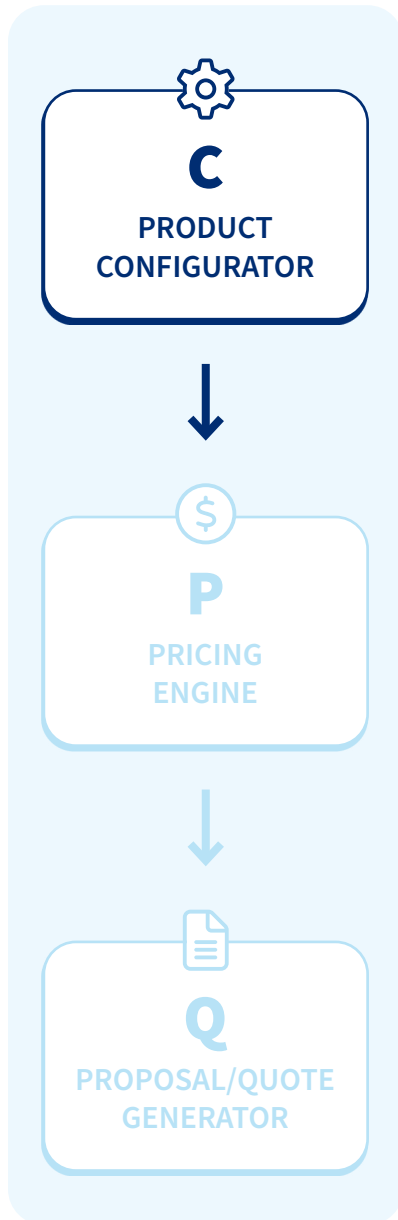 C
PRODUCT
CONFIGURATOR
$
P
PRICING
ENGINE
Q
PROPOSAL/QUOTE
GENERATOR